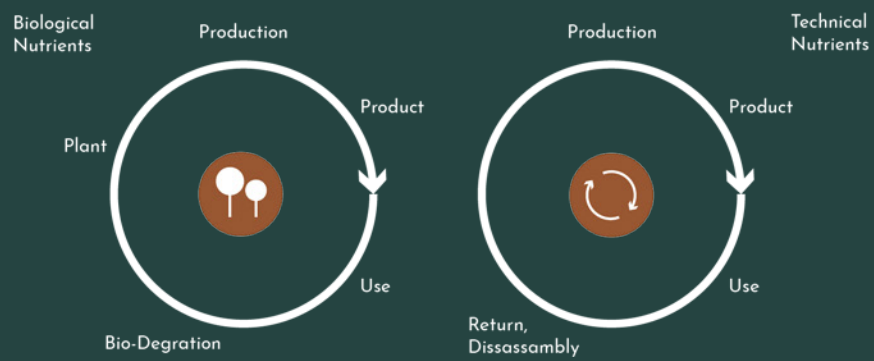 Biological
Nutrients
Production
Product
Plant
Use
Bio-Degration
Technical
Nutrients
Production
Product
Use
Return,
Dissassambly